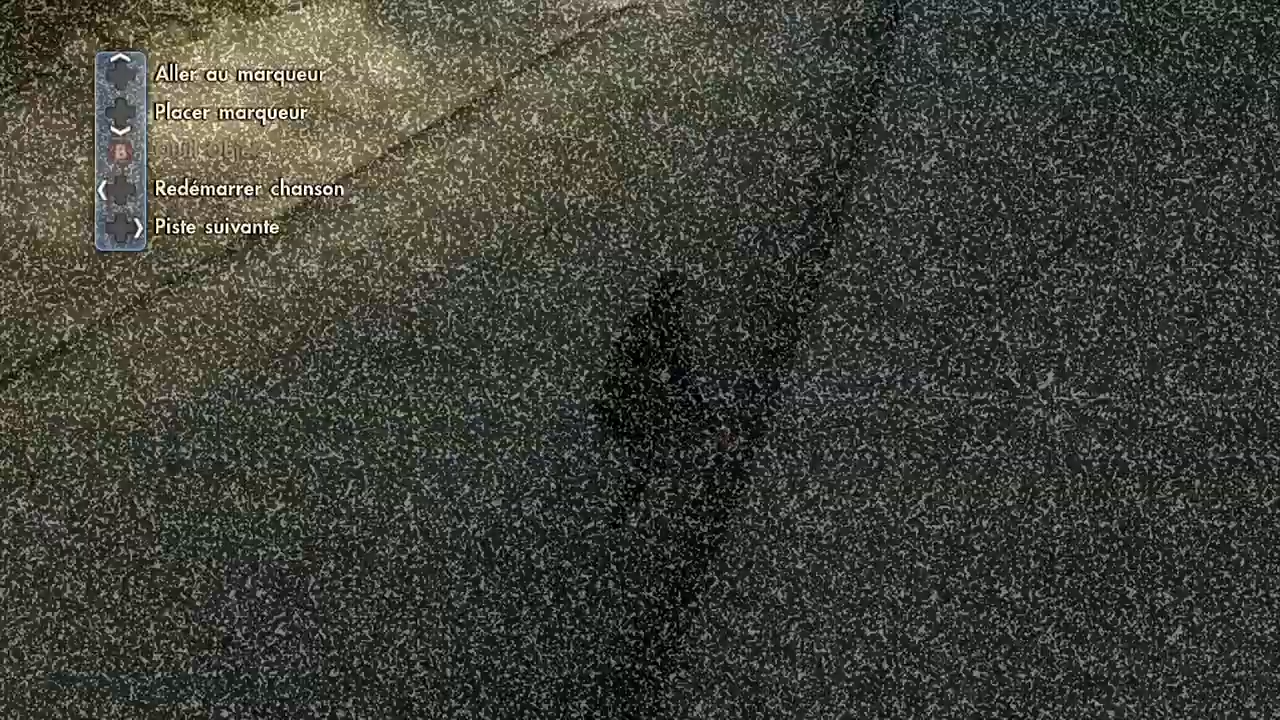 Aller au marqueur
Placer marqueur
B
Redémarrer chanson
Piste suivante